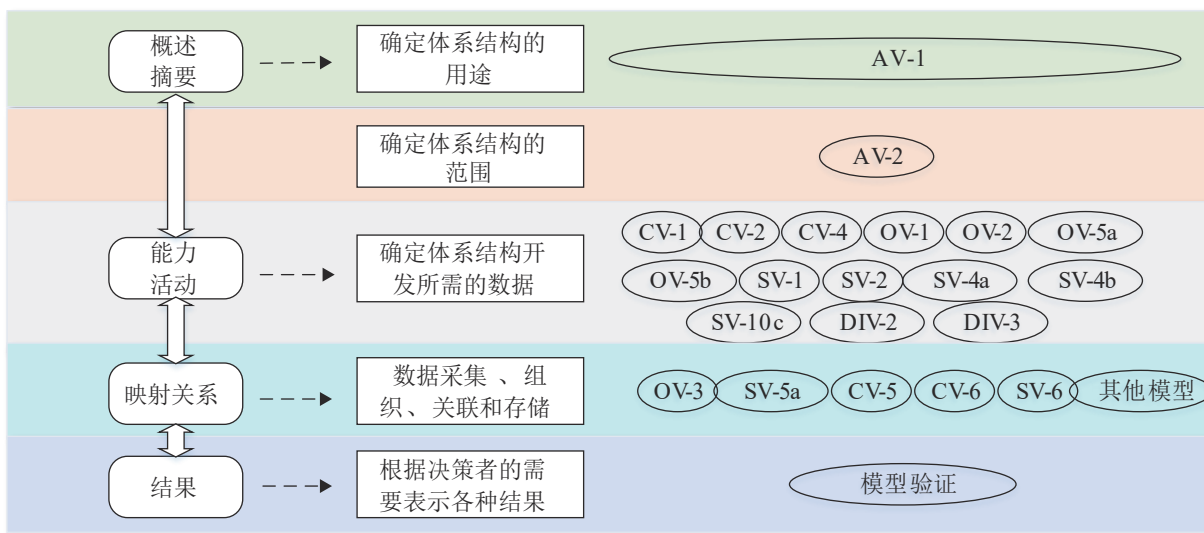 概述
摘要
确定体系结构的
用途
AV-1
确定体系结构的
范围
AV-2
能力
活动
确定体系结构开
发所需的数据
CV-1 CV-2 CV-4 OV-1 OV-2 OV-5a
OV-5b SV-1 SV-2 SV-4a SV-4b
SV-10c DIV-2 DIV-3
映射关系
数据采集 、组
织、关联和存储
OV-3 SV-5a CV-5 CV-6 SV-6 其他模型
结果
根据决策者的需
要表示各种结果
模型验证